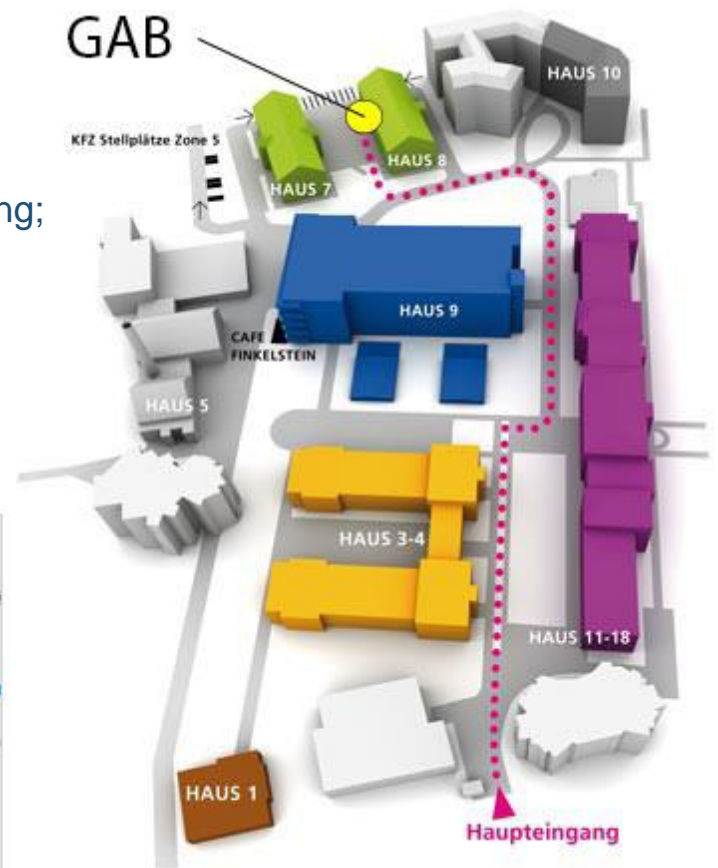 GAB
HAUS 10
KFZ Stellplätze Zone 5
HAUS 8
HAUS 7
ng;
HAUS 9
CAFE
FINKELSTEIN
HAUS 5
HAUS 3-4
HAUS 11-18
HAUS 1
Haupteingang